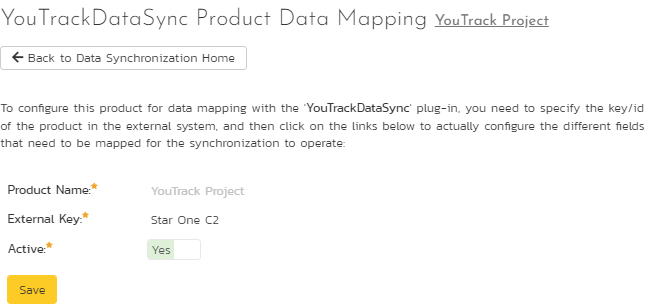 YouTrackDataSync Product Data Mapping YouTrack Project
Back to Data Synchronization Home
To configure this product for data mapping with the 'YouTrackDataSync' plug-in, you need to specify the key/id
of the product in the external system, and then click on the links below to actually configure the different fields
that need to be mapped for the synchronization to operate:
Product Name:* YouTrack Project
External Key:* Star One C2
Active:* Yes
Save